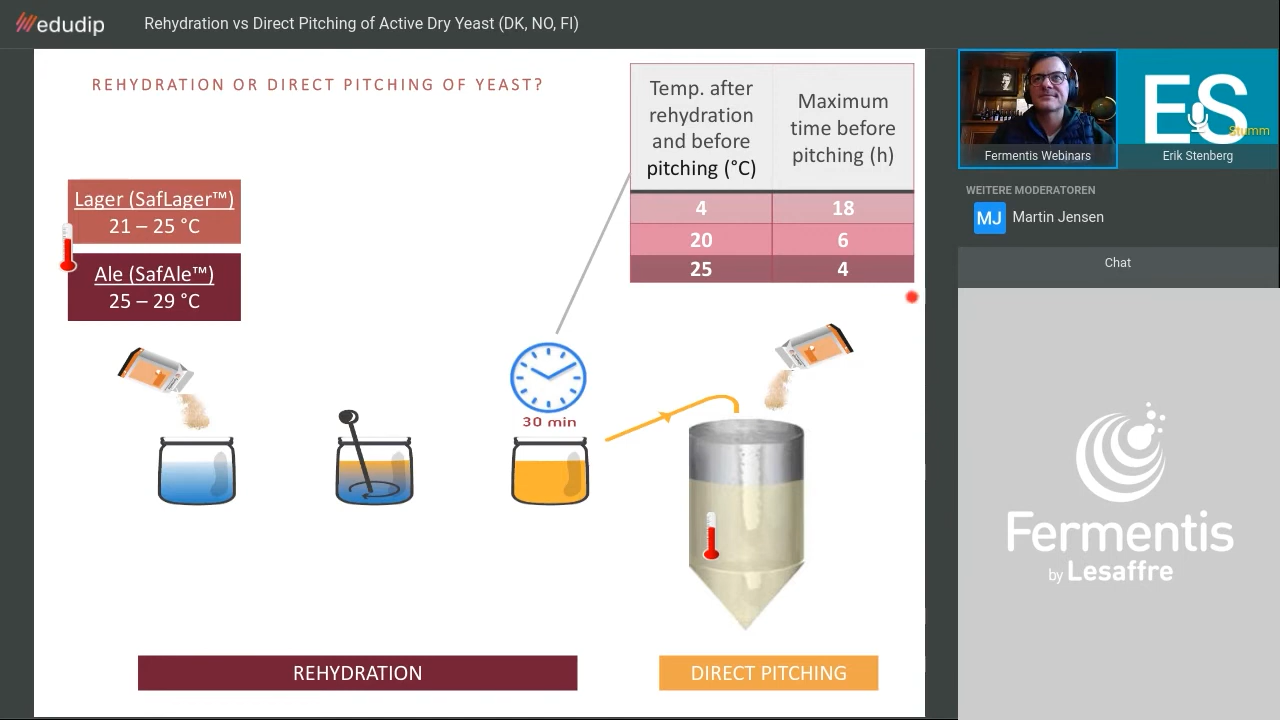 edudip
Rehydration vs Direct Pitching of Active Dry Yeast (DK, NO, FI)
REHYDRATION OR DIRECT PITCHING OF YEAST?
Temp. after
rehydration
and before
pitching (°C)
Maximum
time before
pitching (h)
4 18
20 6
25 4
Lager (SafLager™)
21 – 25 °C
Ale (SafAle™)
25 – 29 °C
30 min
REHYDRATION
DIRECT PITCHING
Fermentis Webinars
ES
Stumm
Erik Stenberg
WEITERE MODERATOREN
MJ
Martin Jensen
Chat
Fermentis
by Lesaffre